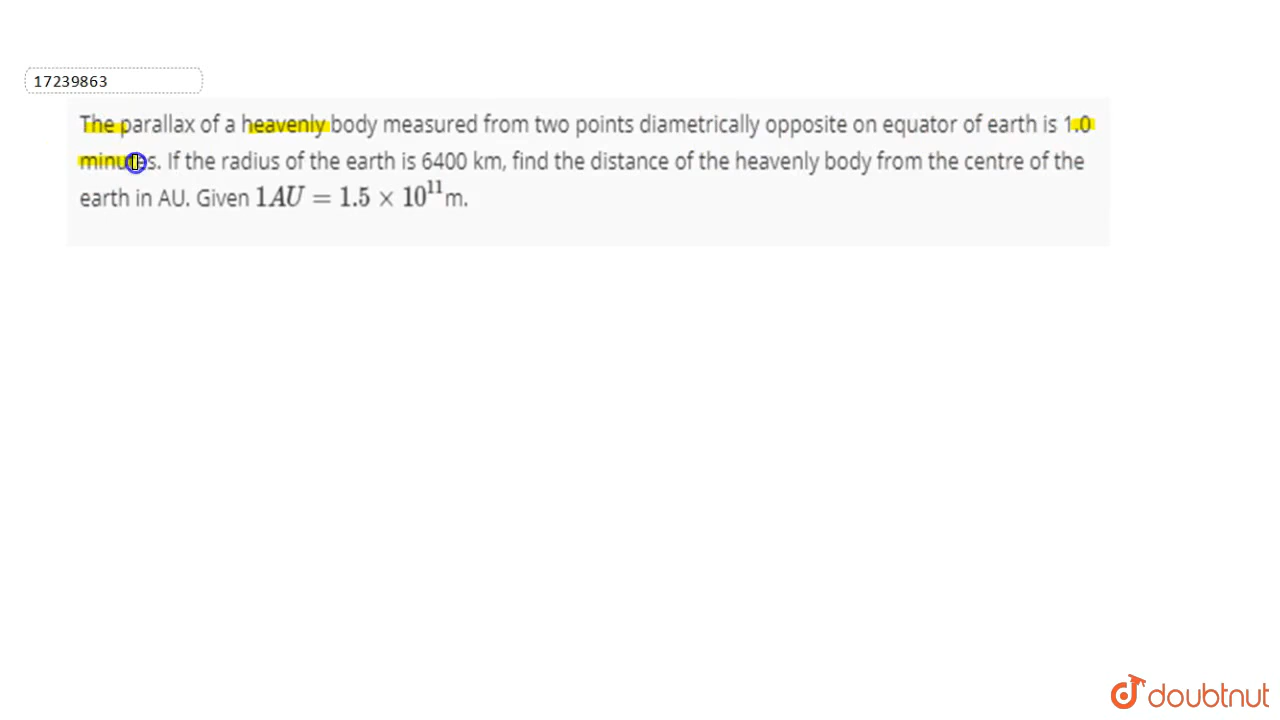 17239863
The parallax of a heavenly body measured from two points diametrically opposite on equator of earth is 1.0
minutes. If the radius of the earth is 6400 km, find the distance of the heavenly body from the centre of the
earth in AU. Given 1AU = 1.5 × 10¹¹m.
doubtnut